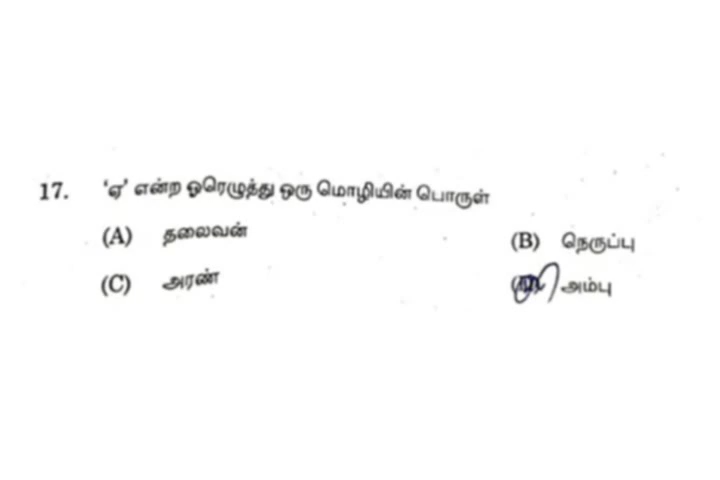 17. 'ஏ' என்ற ஓரெழுத்து ஒரு மொழியின் பொருள்
(A) தலைவன் (B) நெருப்பு
(C) அரண் (D) அம்பு